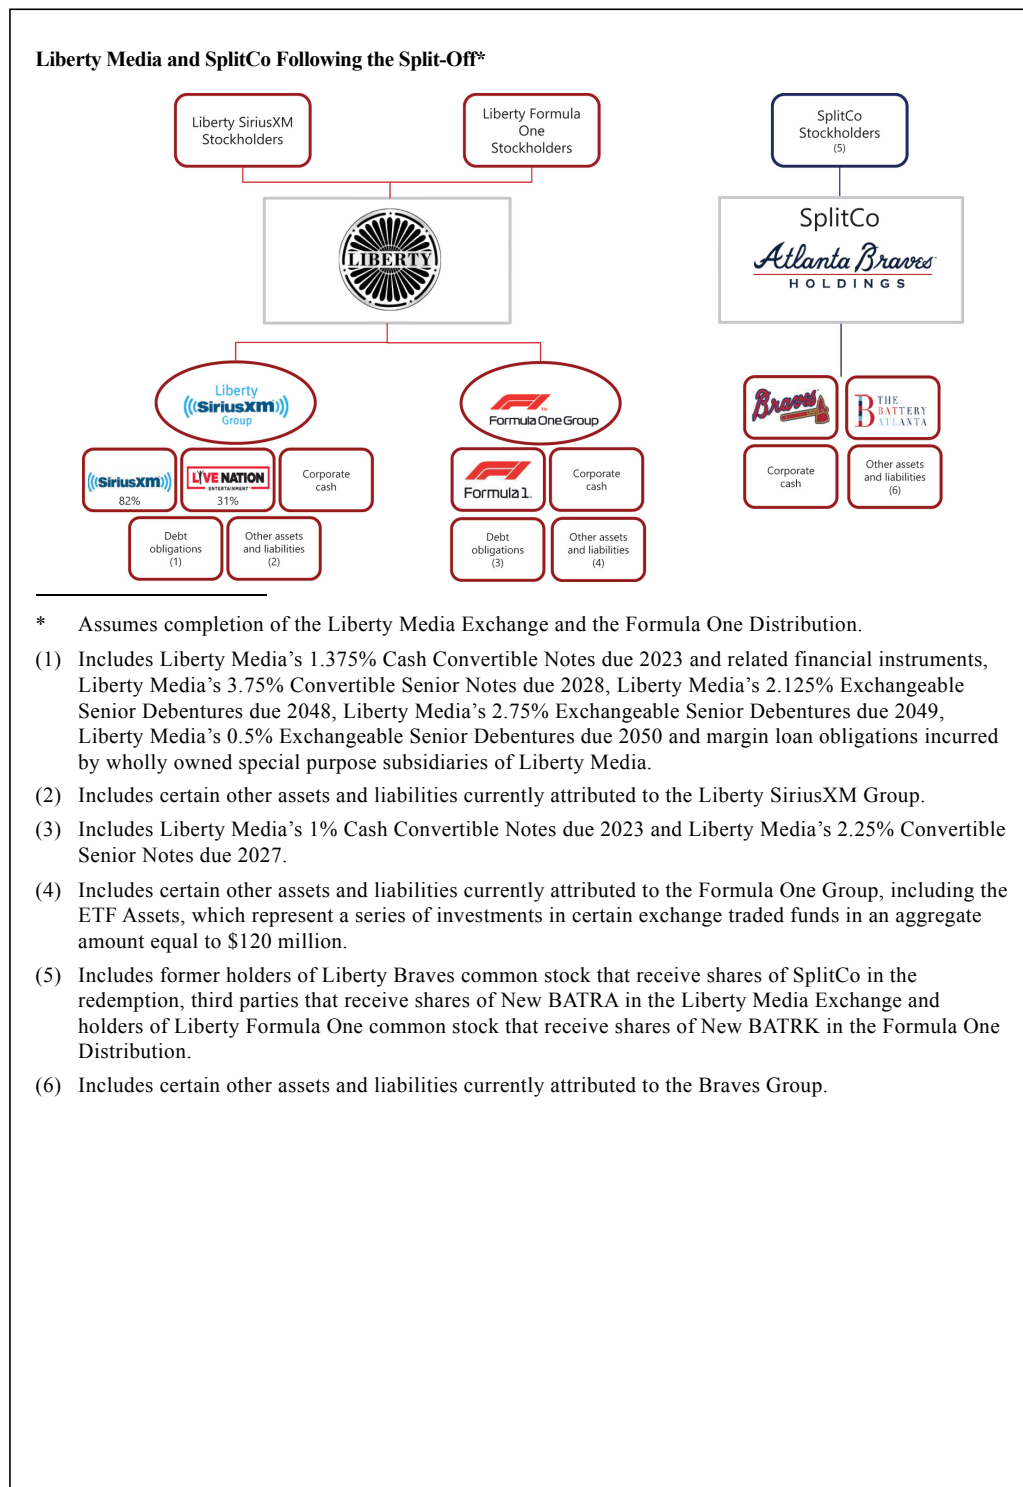 Liberty Media and SplitCo Following the Split-Off*
Liberty SiriusXM
Stockholders
Liberty Formula
One
Stockholders
SplitCo
Stockholders
(5)
LIBERTY
SplitCo
Atlanta Braves
HOLDINGS
Liberty
((SiriusXM))
Group
F1
Formula One Group
Braves
THE
BATTERY
ATLANTA
((SiriusXM))
82%
LIVE NATION
ENTERTAINMENT
31%
Corporate
cash
F1
Formula 1
Corporate
cash
Corporate
cash
Other assets
and liabilities
(6)
Debt
obligations
(1)
Other assets
and liabilities
(2)
Debt
obligations
(3)
Other assets
and liabilities
(4)
* Assumes completion of the Liberty Media Exchange and the Formula One Distribution.
(1) Includes Liberty Media’s 1.375% Cash Convertible Notes due 2023 and related financial instruments,
Liberty Media’s 3.75% Convertible Senior Notes due 2028, Liberty Media’s 2.125% Exchangeable
Senior Debentures due 2048, Liberty Media’s 2.75% Exchangeable Senior Debentures due 2049,
Liberty Media’s 0.5% Exchangeable Senior Debentures due 2050 and margin loan obligations incurred
by wholly owned special purpose subsidiaries of Liberty Media.
(2) Includes certain other assets and liabilities currently attributed to the Liberty SiriusXM Group.
(3) Includes Liberty Media’s 1% Cash Convertible Notes due 2023 and Liberty Media’s 2.25% Convertible
Senior Notes due 2027.
(4) Includes certain other assets and liabilities currently attributed to the Formula One Group, including the
ETF Assets, which represent a series of investments in certain exchange traded funds in an aggregate
amount equal to $120 million.
(5) Includes former holders of Liberty Braves common stock that receive shares of SplitCo in the
redemption, third parties that receive shares of New BATRA in the Liberty Media Exchange and
holders of Liberty Formula One common stock that receive shares of New BATRK in the Formula One
Distribution.
(6) Includes certain other assets and liabilities currently attributed to the Braves Group.